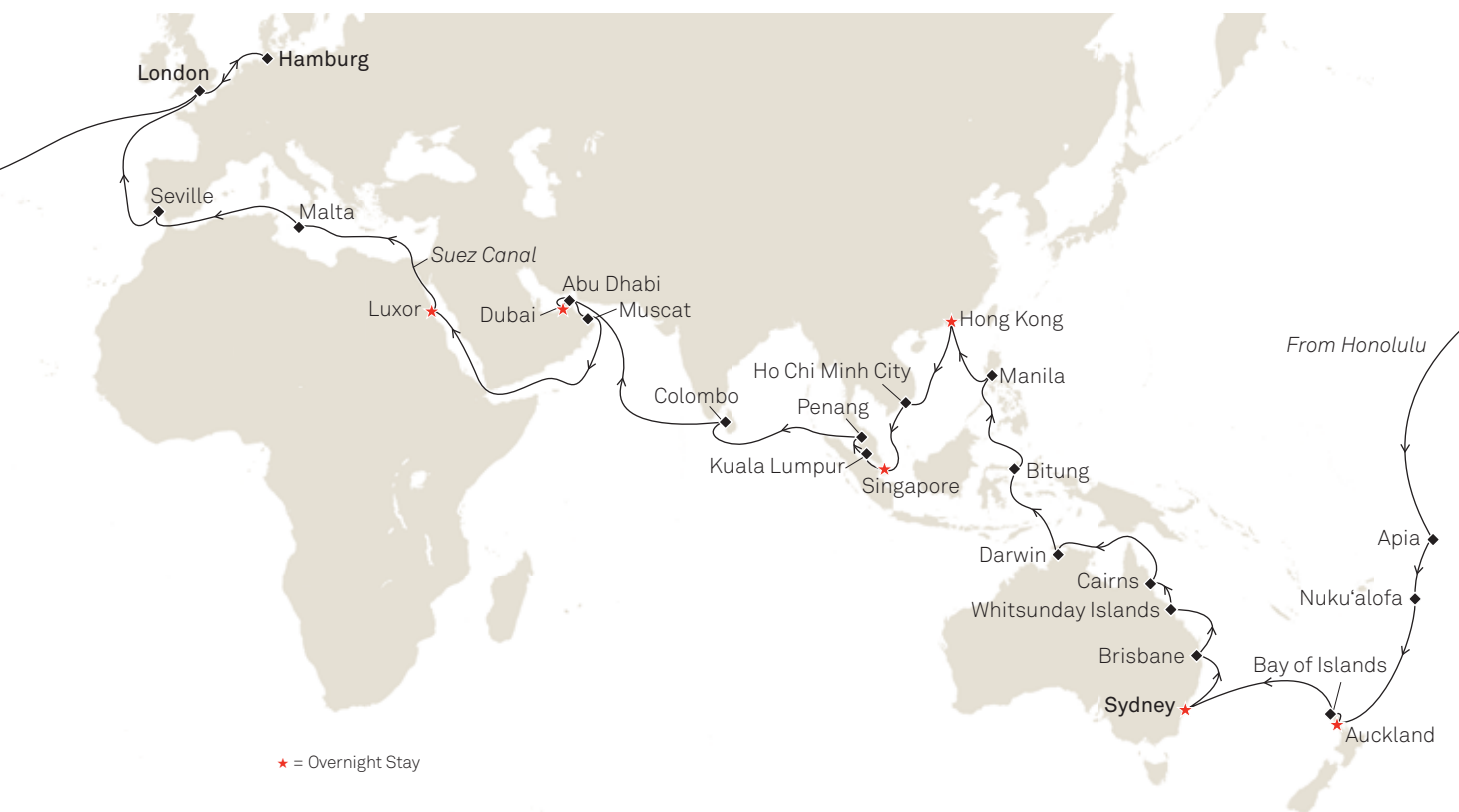 Hamburg
London
Seville
Malta
Suez Canal
Abu Dhabi
Luxor
Dubai
Muscat
Hong Kong
From Honolulu
Ho Chi Minh City
Manila
Colombo
Penang
Kuala Lumpur
Bitung
Singapore
Apia
Darwin
Cairns
Nuku‘alofa
Whitsunday Islands
Brisbane
Bay of Islands
Sydney
Auckland
★ = Overnight Stay